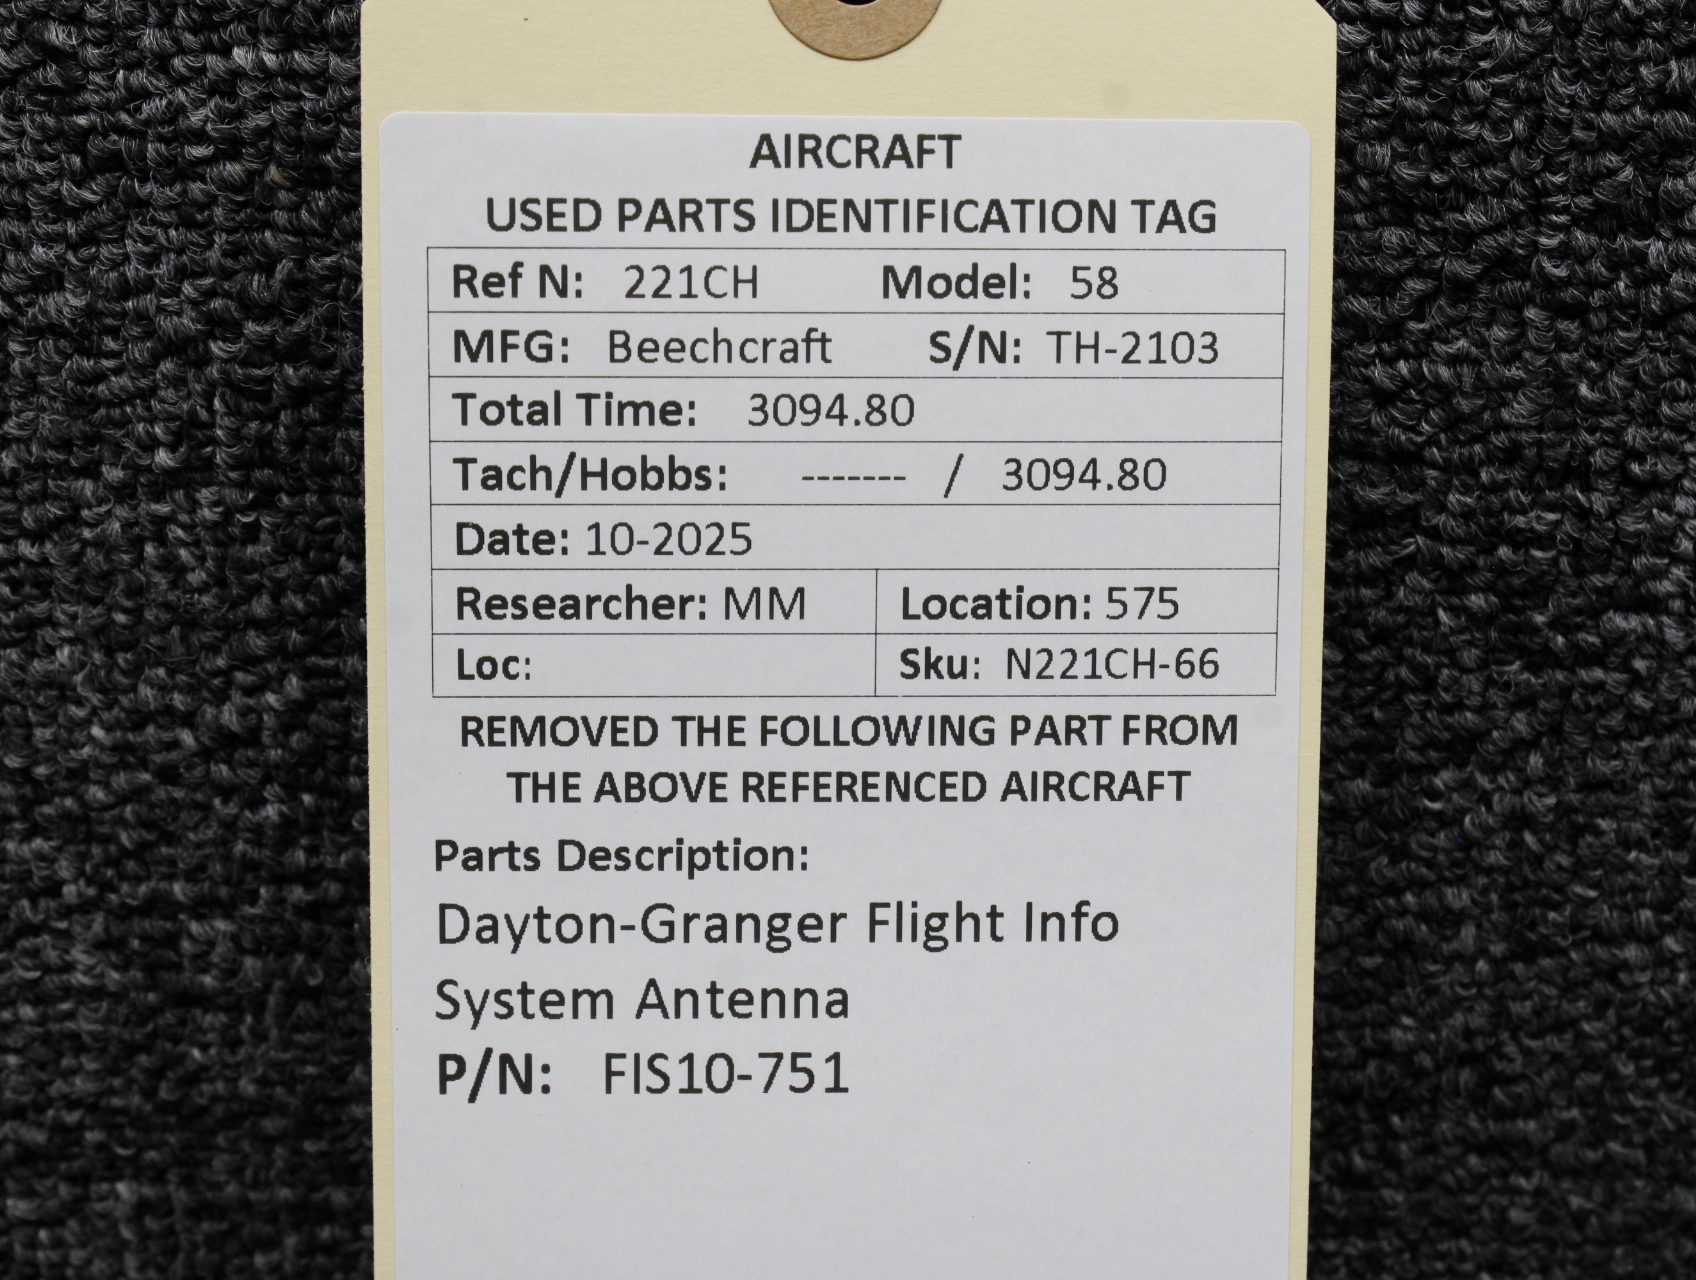 AIRCRAFT
USED PARTS IDENTIFICATION TAG
Ref N: 221CH Model: 58
MFG: Beechcraft S/N: TH-2103
Total Time: 3094.80
Tach/Hobbs: ------- / 3094.80
Date: 10-2025
Researcher: MM Location: 575
Loc: Sku: N221CH-66
REMOVED THE FOLLOWING PART FROM
THE ABOVE REFERENCED AIRCRAFT
Parts Description:
Dayton-Granger Flight Info
System Antenna
P/N: FIS10-751